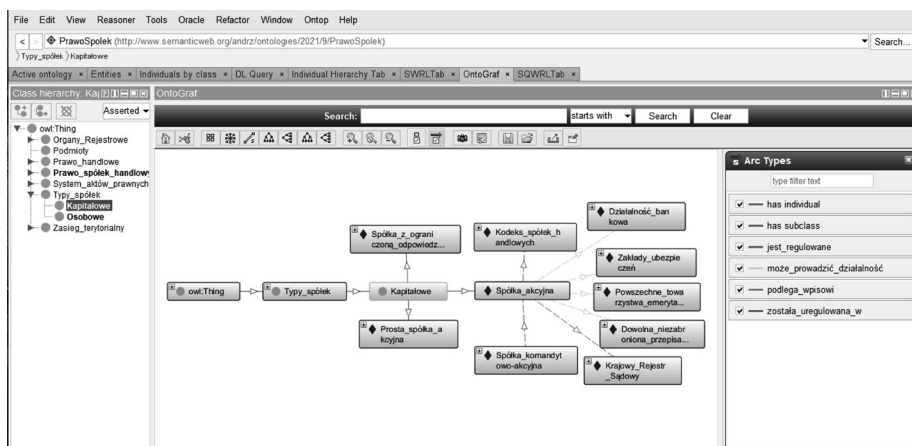 File Edit View Reasoner Tools Oracle Refactor Window Ontop Help
< > PrawoSpolek (http://www.semanticweb.org/andrz/ontologies/2021/9/PrawoSpolek) Search...
Typy_spółek Kapitałowe
Active ontology × Entities × Individuals by class × DL Query × Individual Hierarchy Tab × SWRLTab × OntoGraf × SQWRLTab ×
Class hierarchy: Kap
OntoGraf:
Asserted
Search: starts with Search Clear
owl:Thing
Organy_Rejestrowe
Podmioty
Prawo_handlowe
Prawo_spółek_handlowy
System_aktów_prawnych
Typy_spółek
Kapitałowe
Osobowe
Zasieg_terytorialny
Spółka_z_ograni
czoną_odpowiedz...
Kodeks_spółek_h
andlowych
Działalność_ban
kowa
Zakłady_ubezpie
czeń
owl:Thing
Typy_spółek
Kapitałowe
Spółka_akcyjna
Powszechne_towa
rzystwa_emeryta...
Prosta_spółka_a
kcyjna
Dowolna_niezabr
oniona_przepisa...
Spółka_komandyt
owo-akcyjna
Krajowy_Rejestr
_Sądowy
Arc Types
type filter text
has individual
has subclass
jest_regulowane
może_prowadzić_działalność
podlega_wpisowi
została_uregulowana_w